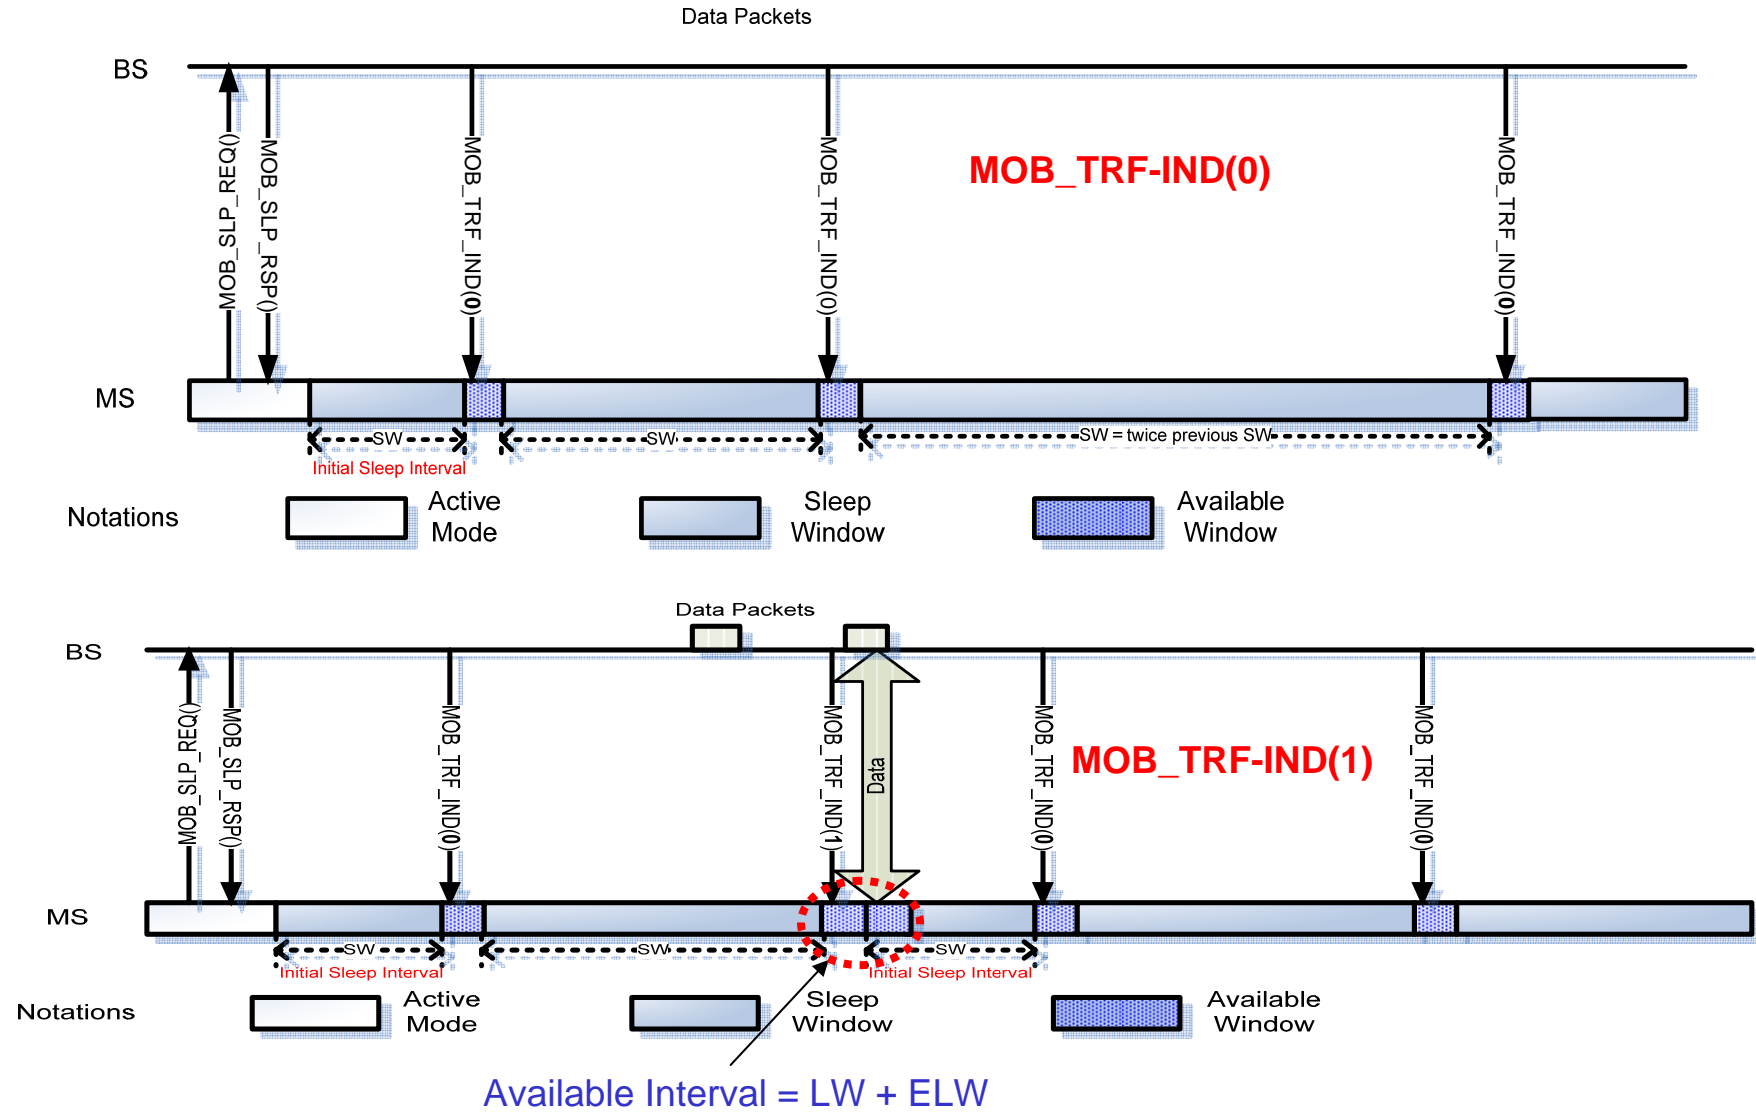 Data Packets
BS
MOB_SLP_REQ()
MOB_SLP_RSP()
MOB_TRF_IND(0)
MOB_TRF_IND(0)
MOB_TRF-IND(0)
MOB_TRF_IND(0)
MS
SW
SW
SW = twice previous SW
Initial Sleep Interval
Notations
Active
Mode
Sleep
Window
Available
Window
Data Packets
BS
MOB_SLP_REQ()
MOB_SLP_RSP()
MOB_TRF_IND(0)
MOB_TRF_IND(1)
Data
MOB_TRF_IND(0)
MOB_TRF-IND(1)
MOB_TRF_IND(0)
MS
SW
SW
SW
Initial Sleep Interval
Initial Sleep Interval
Notations
Active
Mode
Sleep
Window
Available
Window
Available Interval = LW + ELW